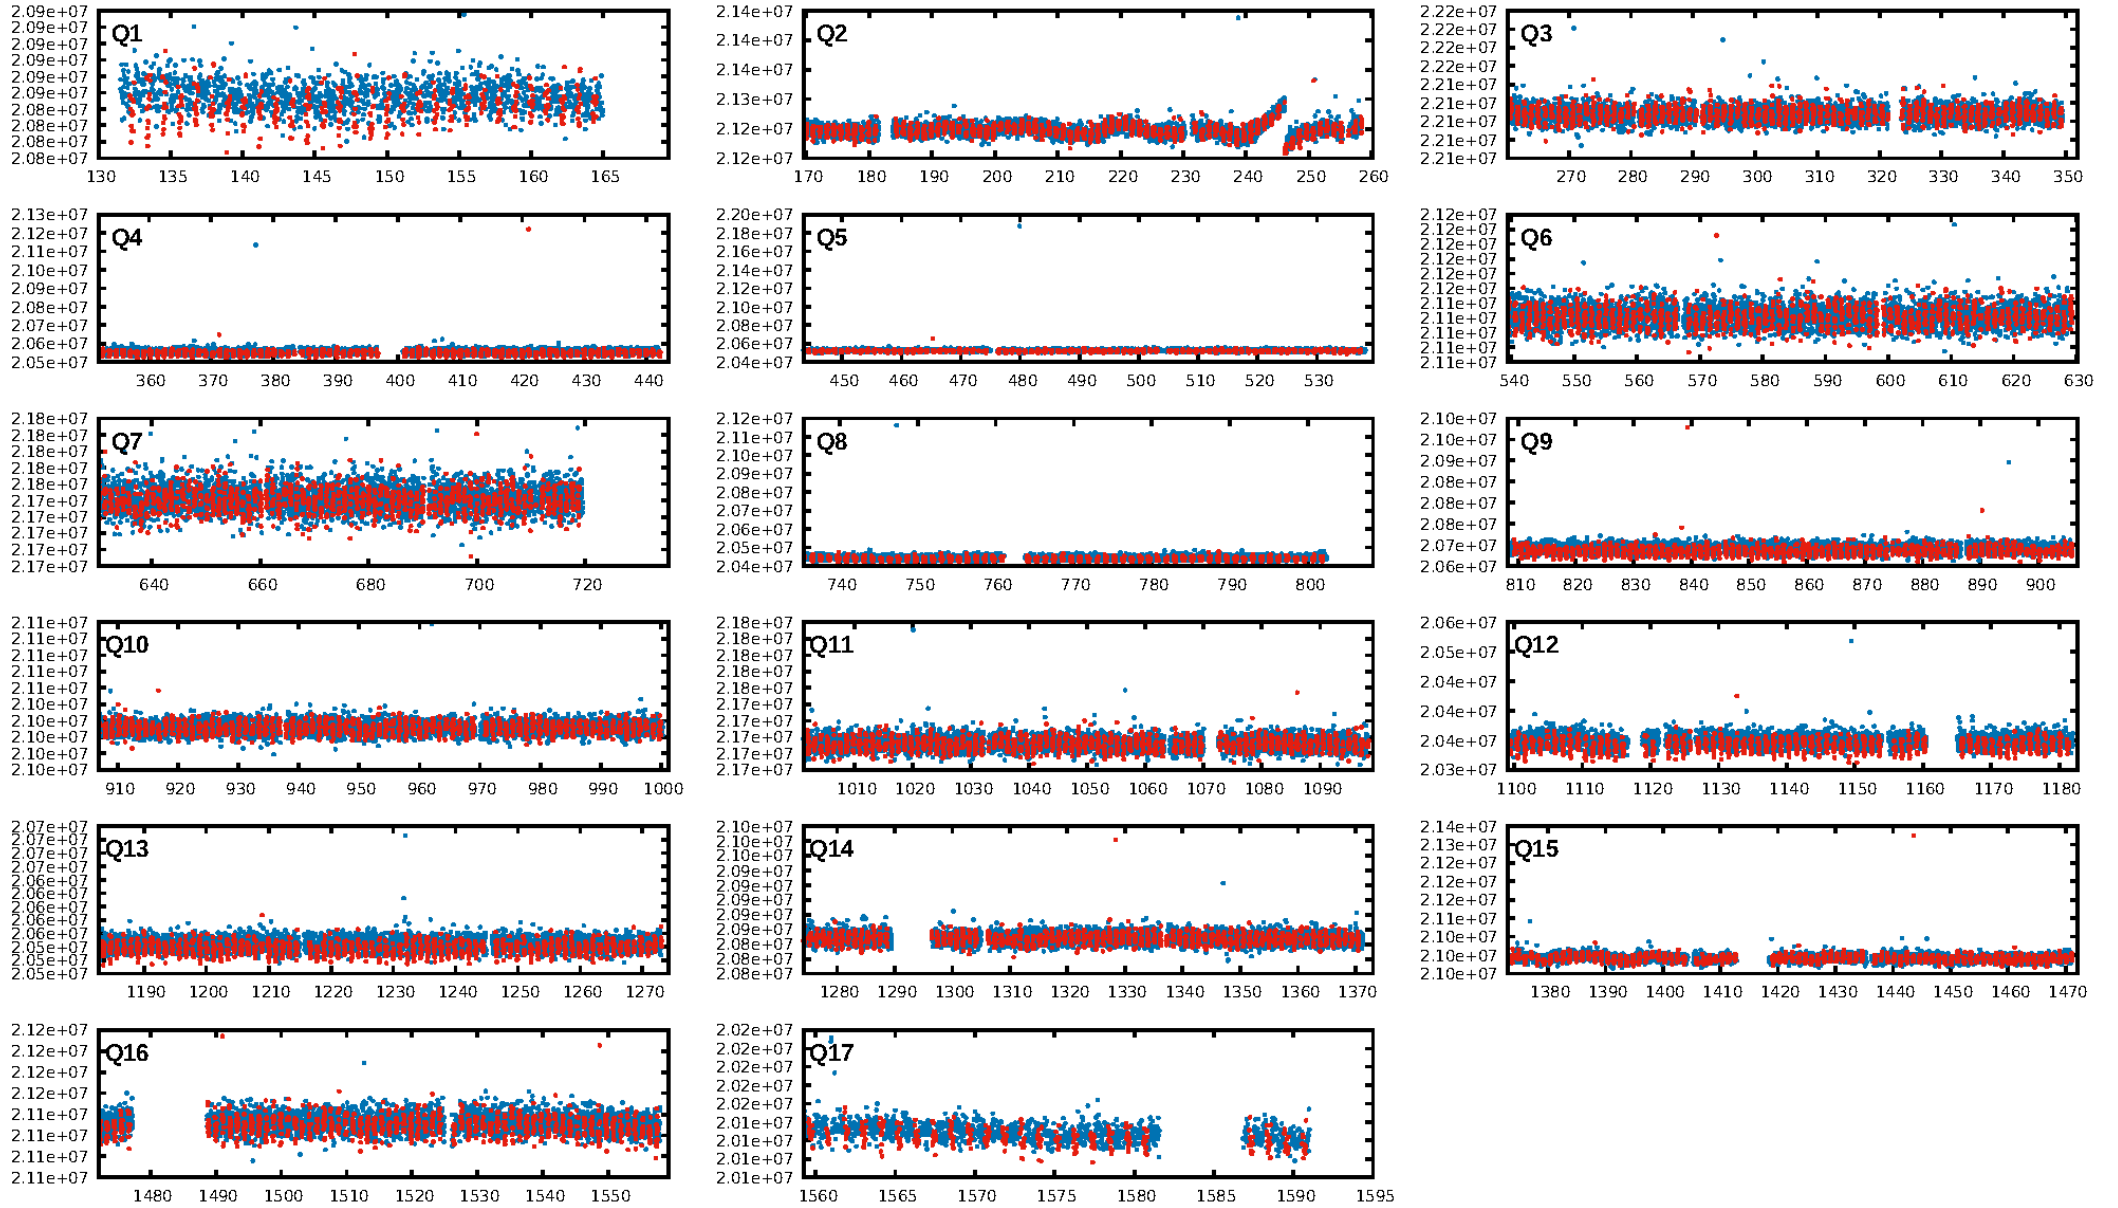 2.09e+07
2.09e+07
2.09e+07
2.09e+07
2.09e+07
2.09e+07
2.08e+07
2.08e+07
2.08e+07
2.08e+07
Q1
130 135 140 145 150 155 160 165
2.14e+07
2.14e+07
2.14e+07
2.13e+07
2.12e+07
2.12e+07
Q2
170 180 190 200 210 220 230 240 250 260
2.22e+07
2.22e+07
2.22e+07
2.22e+07
2.21e+07
2.21e+07
2.21e+07
2.21e+07
2.21e+07
Q3
270 280 290 300 310 320 330 340 350
2.13e+07
2.12e+07
2.11e+07
2.10e+07
2.09e+07
2.08e+07
2.07e+07
2.06e+07
2.05e+07
Q4
360 370 380 390 400 410 420 430 440
2.20e+07
2.18e+07
2.16e+07
2.14e+07
2.12e+07
2.10e+07
2.08e+07
2.06e+07
2.04e+07
Q5
450 460 470 480 490 500 510 520 530
2.12e+07
2.12e+07
2.12e+07
2.12e+07
2.12e+07
2.12e+07
2.11e+07
2.11e+07
2.11e+07
2.11e+07
2.11e+07
Q6
540 550 560 570 580 590 600 610 620 630
2.18e+07
2.18e+07
2.18e+07
2.18e+07
2.18e+07
2.17e+07
2.17e+07
2.17e+07
2.17e+07
2.17e+07
Q7
640 660 680 700 720
2.12e+07
2.11e+07
2.10e+07
2.09e+07
2.08e+07
2.07e+07
2.06e+07
2.05e+07
2.04e+07
Q8
740 750 760 770 780 790 800
2.10e+07
2.10e+07
2.09e+07
2.08e+07
2.08e+07
2.07e+07
2.06e+07
Q9
810 820 830 840 850 860 870 880 890 900
2.11e+07
2.11e+07
2.11e+07
2.11e+07
2.11e+07
2.10e+07
2.10e+07
2.10e+07
2.10e+07
2.10e+07
Q10
910 920 930 940 950 960 970 980 990 1000
2.18e+07
2.18e+07
2.18e+07
2.18e+07
2.18e+07
2.17e+07
2.17e+07
2.17e+07
2.17e+07
2.17e+07
Q11
1010 1020 1030 1040 1050 1060 1070 1080 1090
2.06e+07
2.05e+07
2.04e+07
2.04e+07
2.04e+07
2.03e+07
Q12
1100 1110 1120 1130 1140 1150 1160 1170 1180
2.07e+07
2.07e+07
2.07e+07
2.07e+07
2.06e+07
2.06e+07
2.06e+07
2.06e+07
2.06e+07
2.05e+07
2.05e+07
2.05e+07
Q13
1190 1200 1210 1220 1230 1240 1250 1260 1270
2.10e+07
2.10e+07
2.10e+07
2.09e+07
2.09e+07
2.09e+07
2.09e+07
2.08e+07
2.08e+07
2.08e+07
2.08e+07
Q14
1280 1290 1300 1310 1320 1330 1340 1350 1360 1370
2.14e+07
2.13e+07
2.12e+07
2.12e+07
2.12e+07
2.11e+07
2.10e+07
2.10e+07
2.10e+07
Q15
1380 1390 1400 1410 1420 1430 1440 1450 1460 1470
2.12e+07
2.12e+07
2.12e+07
2.12e+07
2.11e+07
2.11e+07
2.11e+07
2.11e+07
Q16
1480 1490 1500 1510 1520 1530 1540 1550
2.02e+07
2.02e+07
2.02e+07
2.02e+07
2.02e+07
2.01e+07
2.01e+07
2.01e+07
2.01e+07
Q17
1560 1565 1570 1575 1580 1585 1590 1595